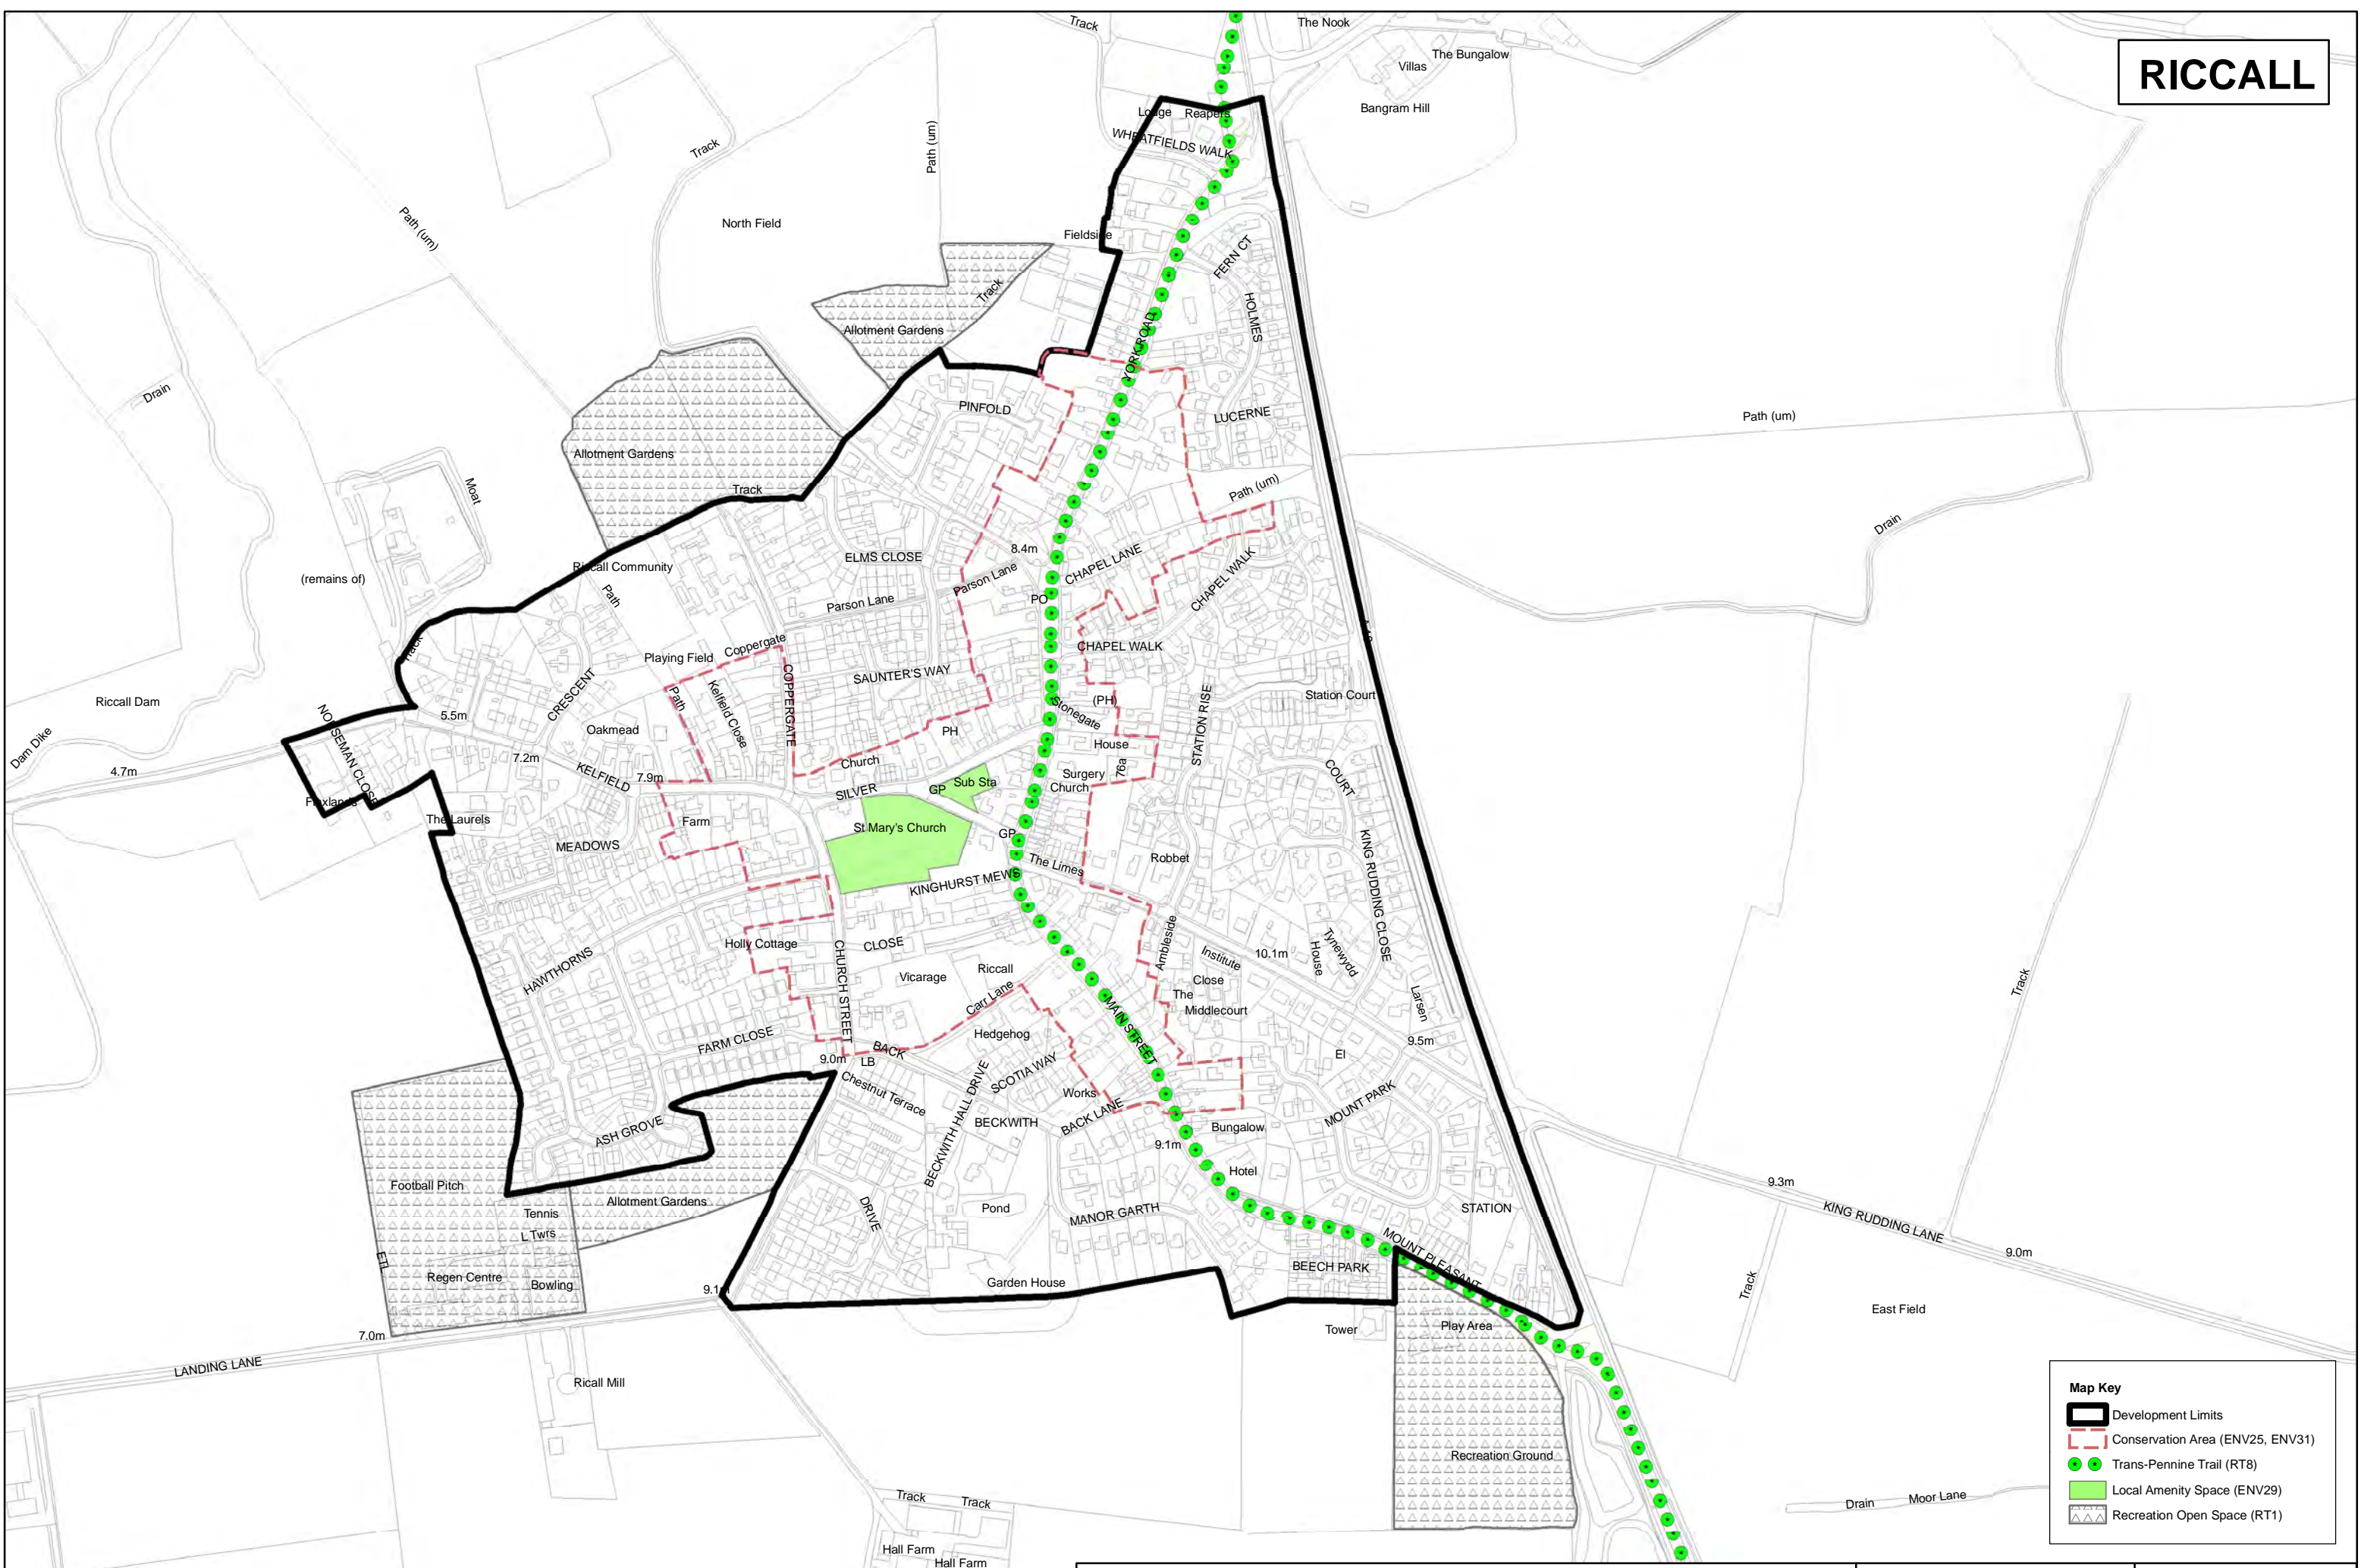 RICCALL
Track
The Nook
Villas
The Bungalow
Bangram Hill
Lodge
Reapers
WHEATFIELDS WALK
Track
Path (um)
Path (um)
North Field
Fieldside
FERN CT
HOLMES
Track
Allotment Gardens
YORK ROAD
Drain
PINFOLD
LUCERNE
Path (um)
Allotment Gardens
Track
Moat
Path (um)
Drain
(remains of)
Riccall Community
Path
ELMS CLOSE
8.4m
CHAPEL LANE
Parson Lane
Parson Lane
PO
CHAPEL WALK
Track
Playing Field
Coppergate
CHAPEL WALK
COPPERGATE
SAUNTER'S WAY
Riccall Dam
CRESCENT
Path
Kelfield Close
(PH)
Stonegate
STATION RISE
Station Court
5.5m
Oakmead
PH
House
Dam Dike
4.7m
7.2m
KELFIELD
7.9m
Church
Surgery
76a
Church
COURT
SILVER
GP
Sub Sta
Flaxlands
The Laurels
Farm
St Mary's Church
GP
MEADOWS
The Limes
Robbet
KING RUDDING CLOSE
KINGHURST MEWS
HAWTHORNS
Holly Cottage
CHURCH STREET
CLOSE
Ambleside
Institute
10.1m
House
Tynewydd
Vicarage
Riccall
Close
The
Middlecourt
Larsen
Carr Lane
MAIN STREET
Track
FARM CLOSE
9.0m
LB
BACK
Hedgehog
El
9.5m
Chestnut Terrace
BECKWITH HALL DRIVE
SCOTIA WAY
Works
BACK LANE
MOUNT PARK
ASH GROVE
BECKWITH
Bungalow
9.1m
Football Pitch
Allotment Gardens
Hotel
9.3m
Tennis
DRIVE
Pond
MANOR GARTH
STATION
KING RUDDING LANE
L Twrs
9.0m
ETL
Regen Centre
Bowling
Garden House
BEECH PARK
MOUNT PLEASANT
Track
9.1m
East Field
7.0m
Tower
Play Area
LANDING LANE
Ricall Mill
Recreation Ground
Track
Track
Drain
Moor Lane
Hall Farm
Hall Farm
Map Key
Development Limits
Conservation Area (ENV25, ENV31)
Trans-Pennine Trail (RT8)
Local Amenity Space (ENV29)
Recreation Open Space (RT1)